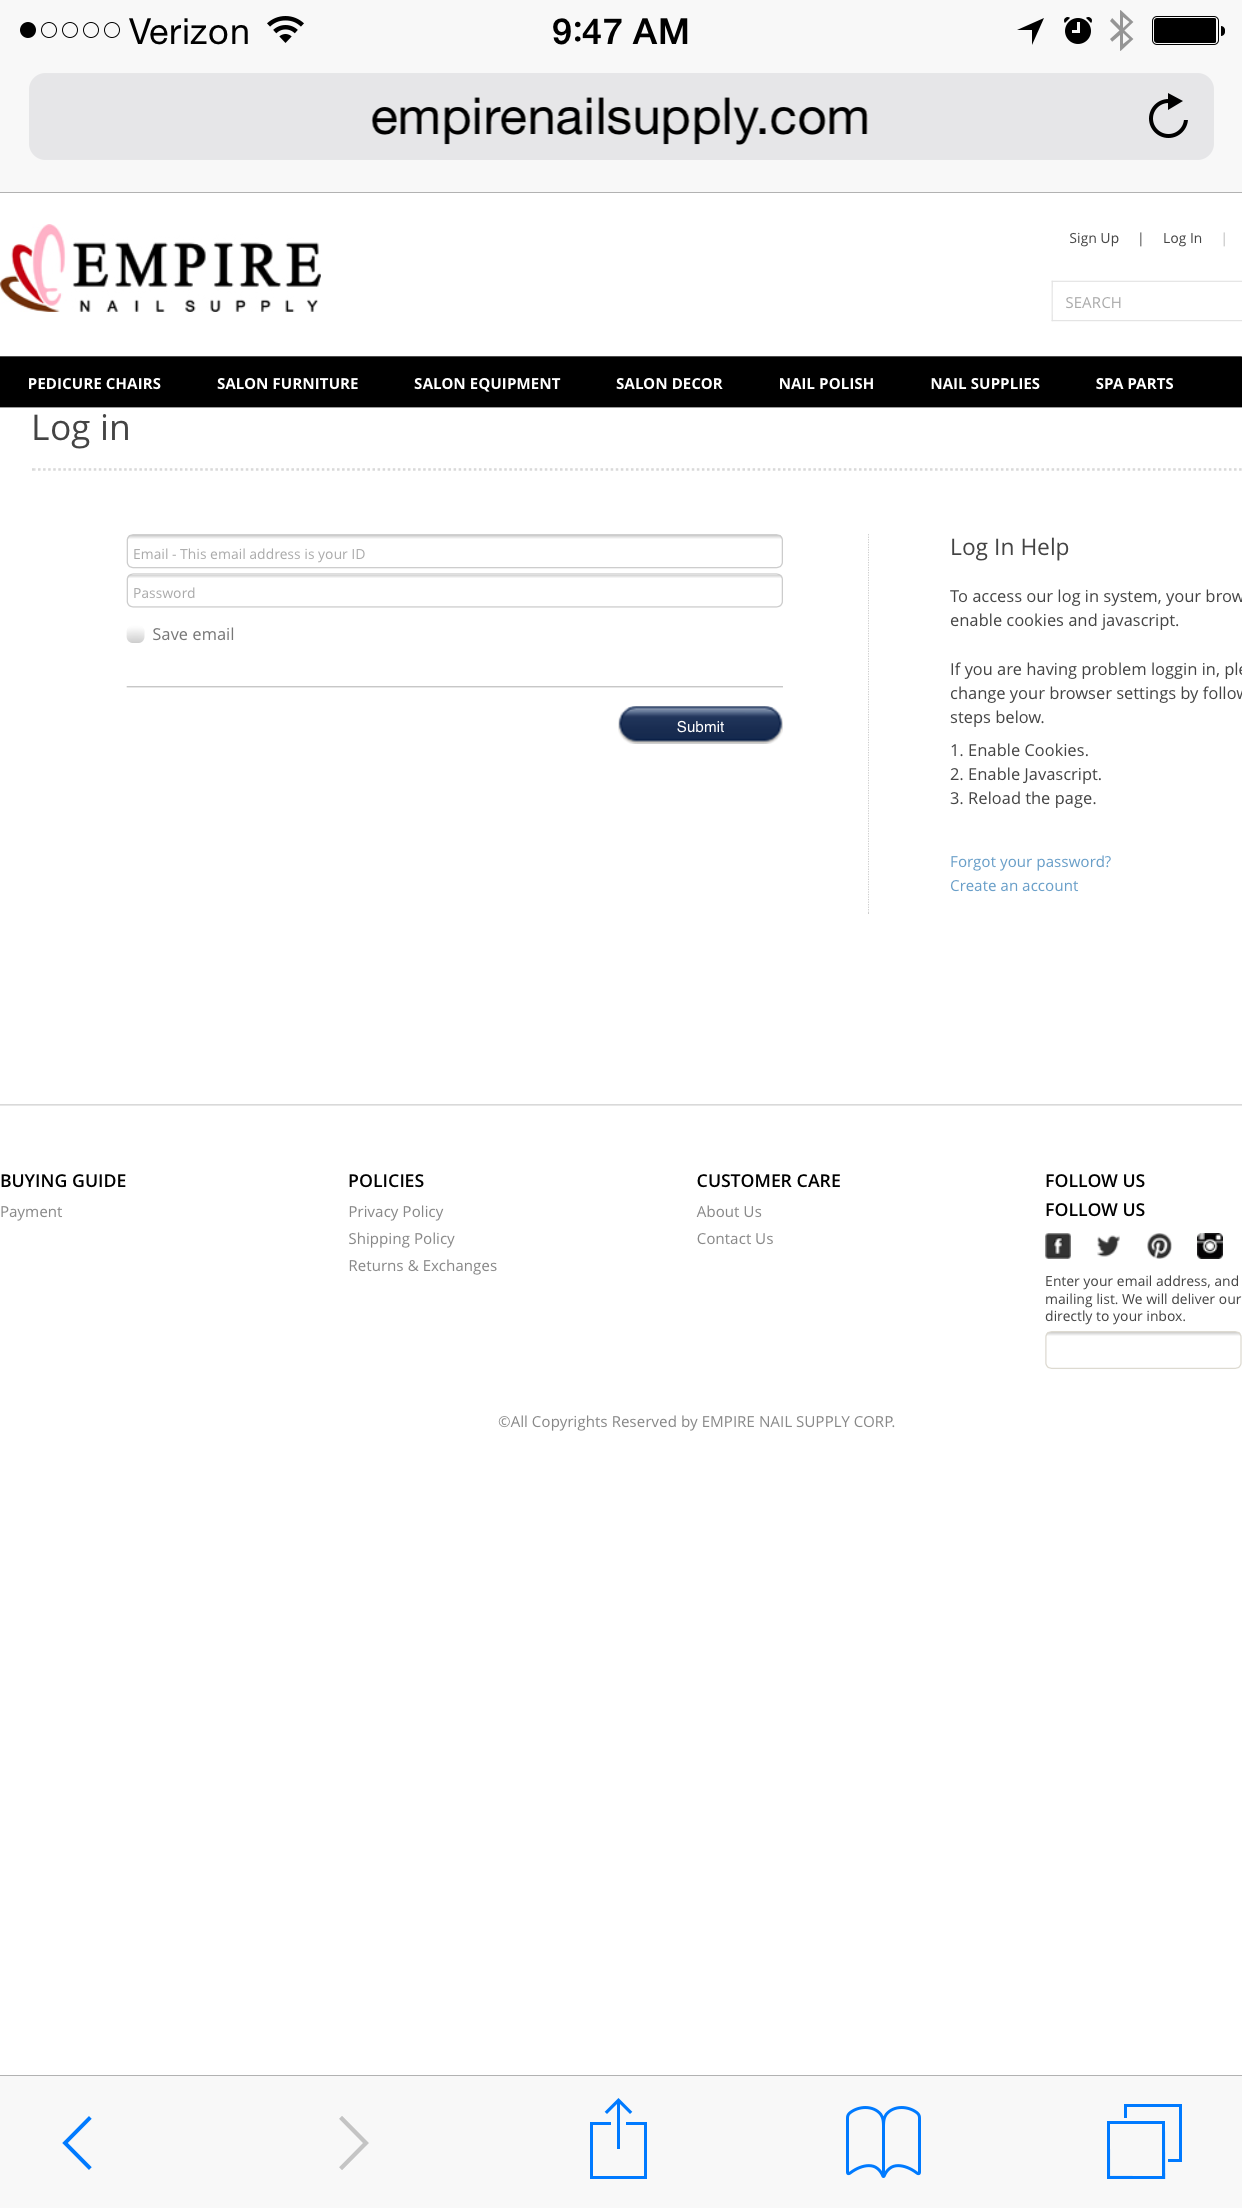 Verizon 9:47 AM
empirenailsupply.com
EMPIRE
NAIL SUPPLY
Sign Up | Log In |
SEARCH
PEDICURE CHAIRS SALON FURNITURE SALON EQUIPMENT SALON DECOR NAIL POLISH NAIL SUPPLIES SPA PARTS
Log in
Email - This email address is your ID
Password
Save email
Submit
Log In Help
To access our log in system, your brow
enable cookies and javascript.
If you are having problem loggin in, ple
change your browser settings by follow
steps below.
1. Enable Cookies.
2. Enable Javascript.
3. Reload the page.
Forgot your password?
Create an account
BUYING GUIDE
Payment
POLICIES
Privacy Policy
Shipping Policy
Returns & Exchanges
CUSTOMER CARE
About Us
Contact Us
FOLLOW US
FOLLOW US
Enter your email address, and
mailing list. We will deliver our
directly to your inbox.
©All Copyrights Reserved by EMPIRE NAIL SUPPLY CORP.